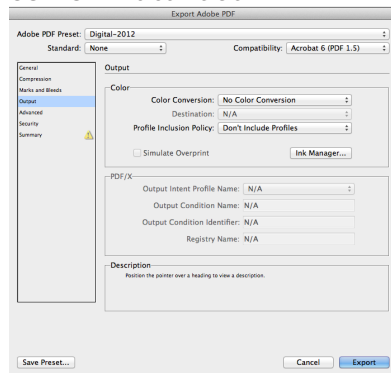 Export Adobe PDF
Adobe PDF Preset: Digital-2012
Standard: None Compatibility: Acrobat 6 (PDF 1.5)
General
Compression
Marks and Bleeds
Output
Advanced
Security
Summary
Output
Color
Color Conversion: No Color Conversion
Destination: N/A
Profile Inclusion Policy: Don't Include Profiles
Simulate Overprint Ink Manager...
PDF/X
Output Intent Profile Name: N/A
Output Condition Name: N/A
Output Condition Identifier: N/A
Registry Name: N/A
Description
Position the pointer over a heading to view a description.
Save Preset... Cancel Export